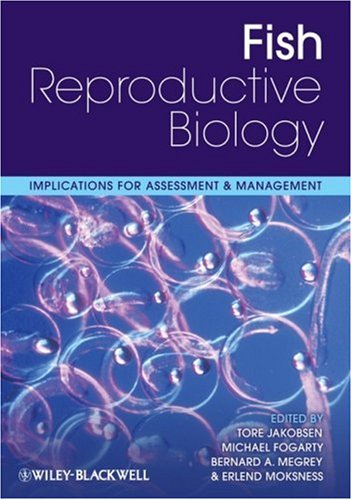 Fish
Reproductive
Biology
IMPLICATIONS FOR ASSESSMENT & MANAGEMENT
EDITED BY
TORE JAKOBSEN
MICHAEL FOGARTY
BERNARD A. MEGREY
& ERLEND MOKSNESS
WILEY-BLACKWELL